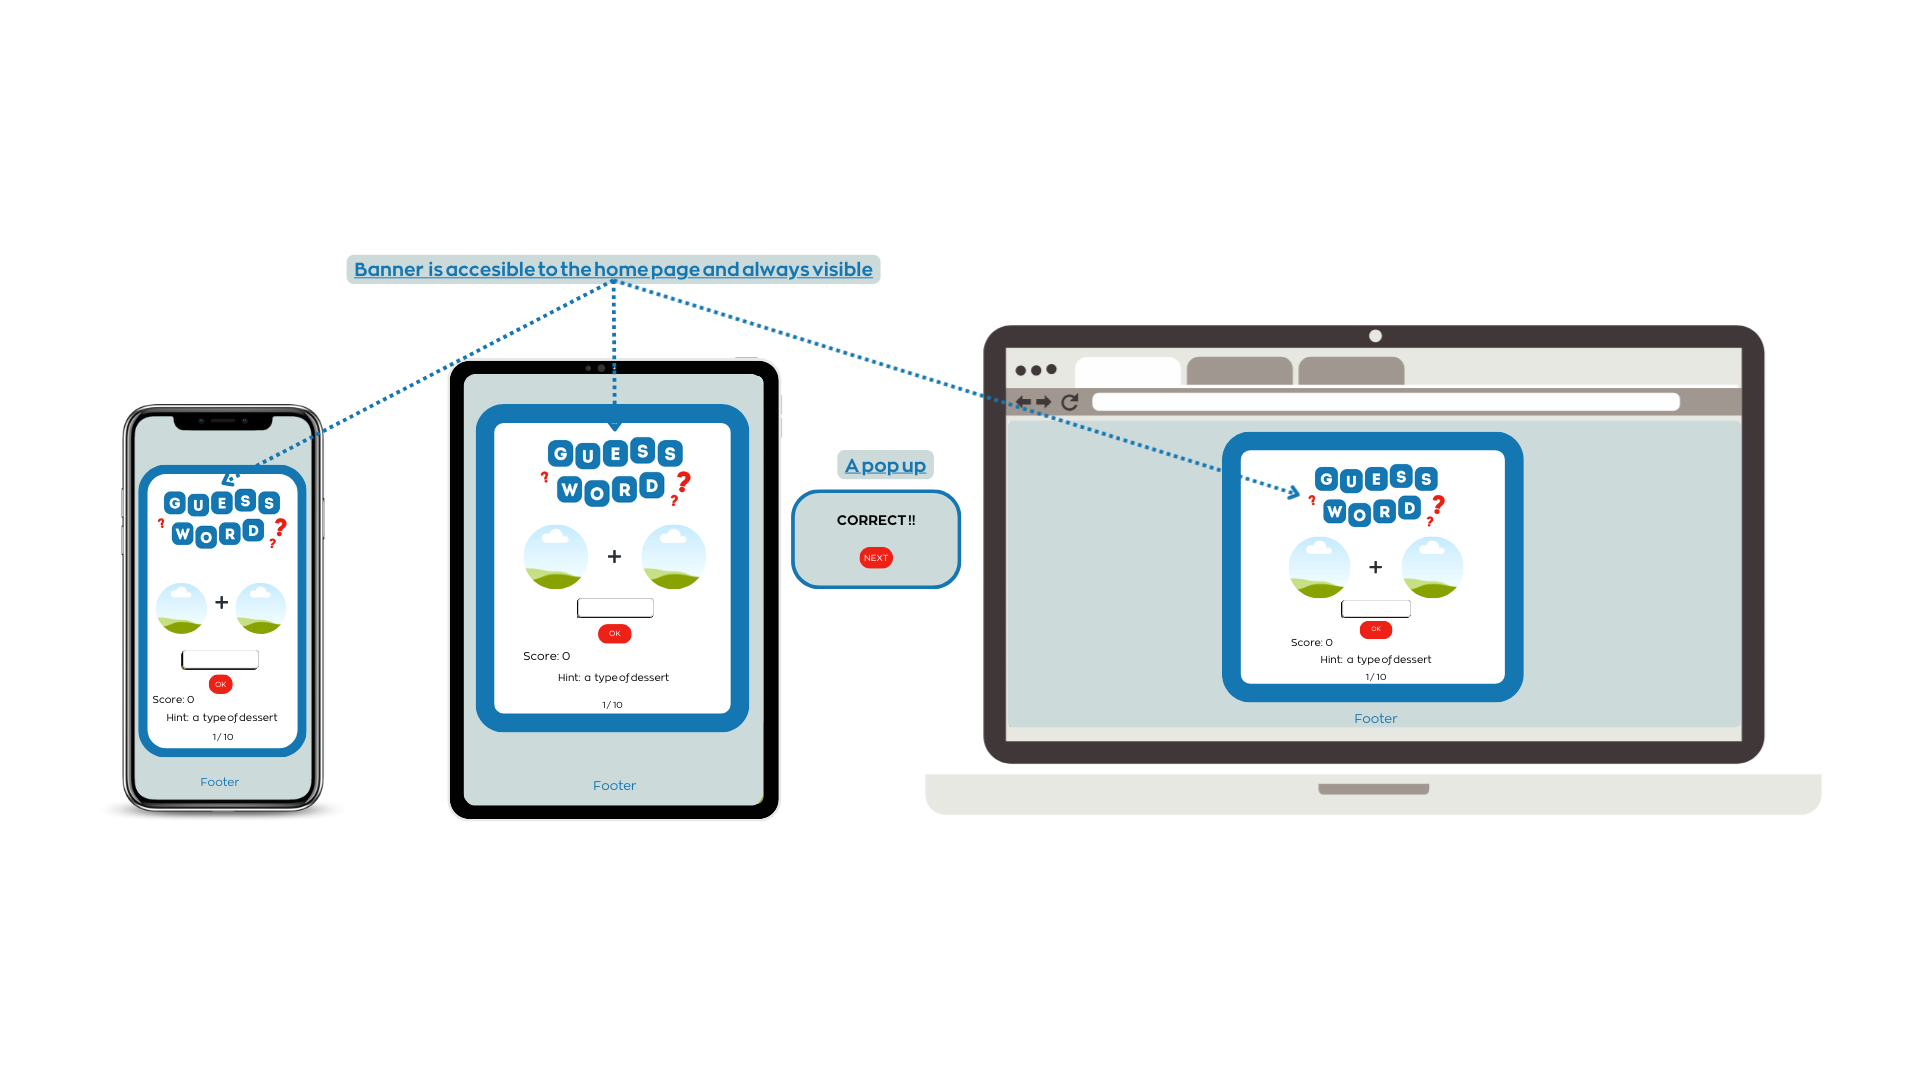 Banner is accesible to the home page and always visible
GUESS
? WORD ? ?
+
OK
Score: 0
Hint: a type of dessert
1/ 10
Footer
GUESS
? WORD ? ?
+
OK
Score: 0
Hint: a type of dessert
1/ 10
Footer
A pop up
CORRECT!!
NEXT
GUESS
? WORD ? ?
+
OK
Score: 0
Hint: a type of dessert
1/ 10
Footer